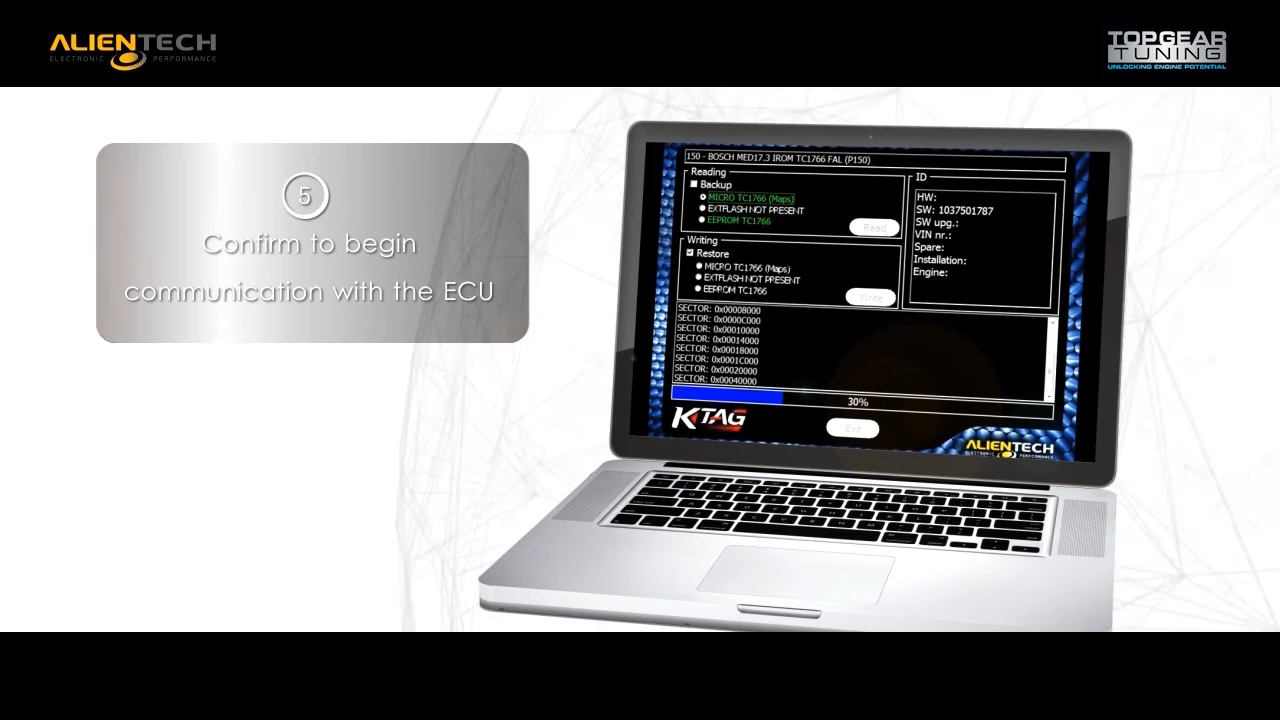 ALIENTECH
ELECTRONIC PERFORMANCE
TOPGEAR
TUNING
UNLOCKING ENGINE POTENTIAL
5
Confirm to begin
communication with the ECU
150 - BOSCH MED17.3 IROM TC1766 FAL (P150)
Reading
Backup
MICRO TC1766 (Maps)
EXTFLASH NOT PRESENT
EEPROM TC1766
Read
Writing
Restore
MICRO TC1766 (Maps)
EXTFLASH NOT PRESENT
EEPROM TC1766
Write
ID
HW:
SW: 1037501787
SW upg.:
VIN nr.:
Spare:
Installation:
Engine:
SECTOR: 0x00008000
SECTOR: 0x0000C000
SECTOR: 0x00010000
SECTOR: 0x00014000
SECTOR: 0x00018000
SECTOR: 0x0001C000
SECTOR: 0x00020000
SECTOR: 0x00040000
30%
KTAG
Exit
ALIENTECH
ELECTRONIC PERFORMANCE